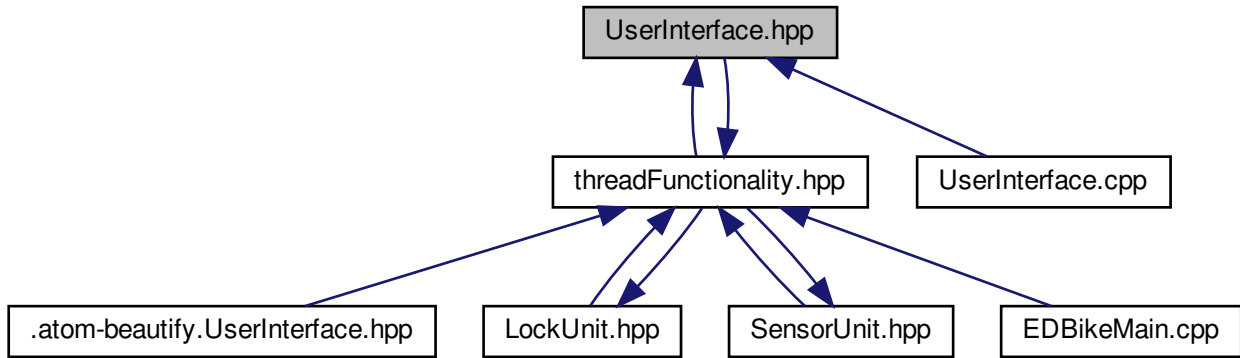 UserInterface.hpp
threadFunctionality.hpp
UserInterface.cpp
.atom-beautify.UserInterface.hpp
LockUnit.hpp
SensorUnit.hpp
EDBikeMain.cpp